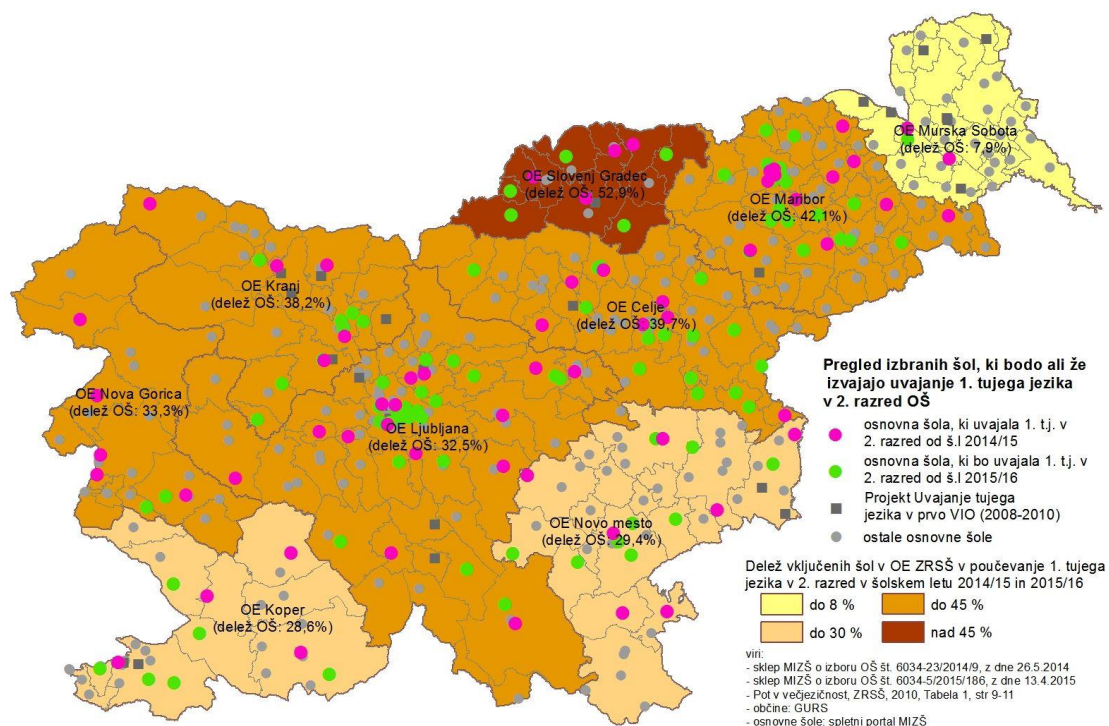 OE Murska Sobota
(delež OŠ: 7,9%)
OE Slovenj Gradec
(delež OŠ: 52,9%)
OE Maribor
(delež OŠ: 42,1%)
OE Kranj
(delež OŠ: 38,2%)
OE Celje
(delež OŠ: 39,7%)
OE Nova Gorica
(delež OŠ: 33,3%)
OE Ljubljana
(delež OŠ: 32,5%)
OE Novo mesto
(delež OŠ: 29,4%)
OE Koper
(delež OŠ: 28,6%)
Pregled izbranih šol, ki bodo ali že
izvajajo uvajanje 1. tujega jezika
v 2. razred OŠ
osnovna šola, ki uvajala 1. t.j. v
2. razred od š.l 2014/15
osnovna šola, ki bo uvajala 1. t.j. v
2. razred od š.l 2015/16
Projekt Uvajanje tujega
jezika v prvo VIO (2008-2010)
ostale osnovne šole
Delež vključenih šol v OE ZRSŠ v poučevanje 1. tujega
jezika v 2. razred v šolskem letu 2014/15 in 2015/16
do 8 %
do 45 %
do 30 %
nad 45 %
viri:
- sklep MIZŠ o izboru OŠ št. 6034-23/2014/9, z dne 26.5.2014
- sklep MIZŠ o izboru OŠ št. 6034-5/2015/186, z dne 13.4.2015
- Pot v večjezičnost, ZRSŠ, 2010, Tabela 1, str 9-11
- občine: GURS
- osnovne šole: spletni portal MIZŠ